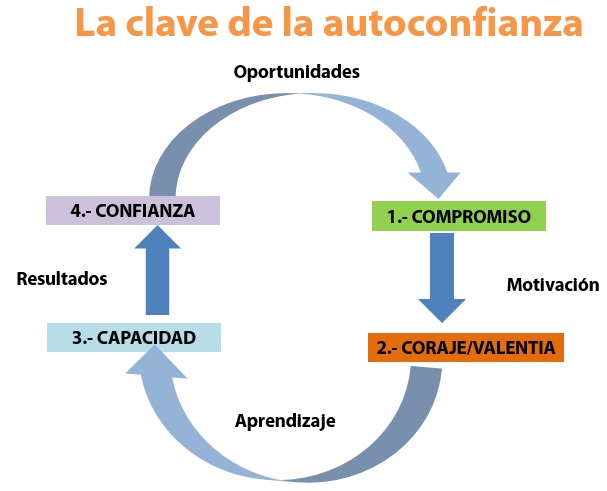 La clave de la autoconfianza
Oportunidades
4.- CONFIANZA
1.- COMPROMISO
Resultados
Motivación
3.- CAPACIDAD
2.- CORAJE/VALENTIA
Aprendizaje